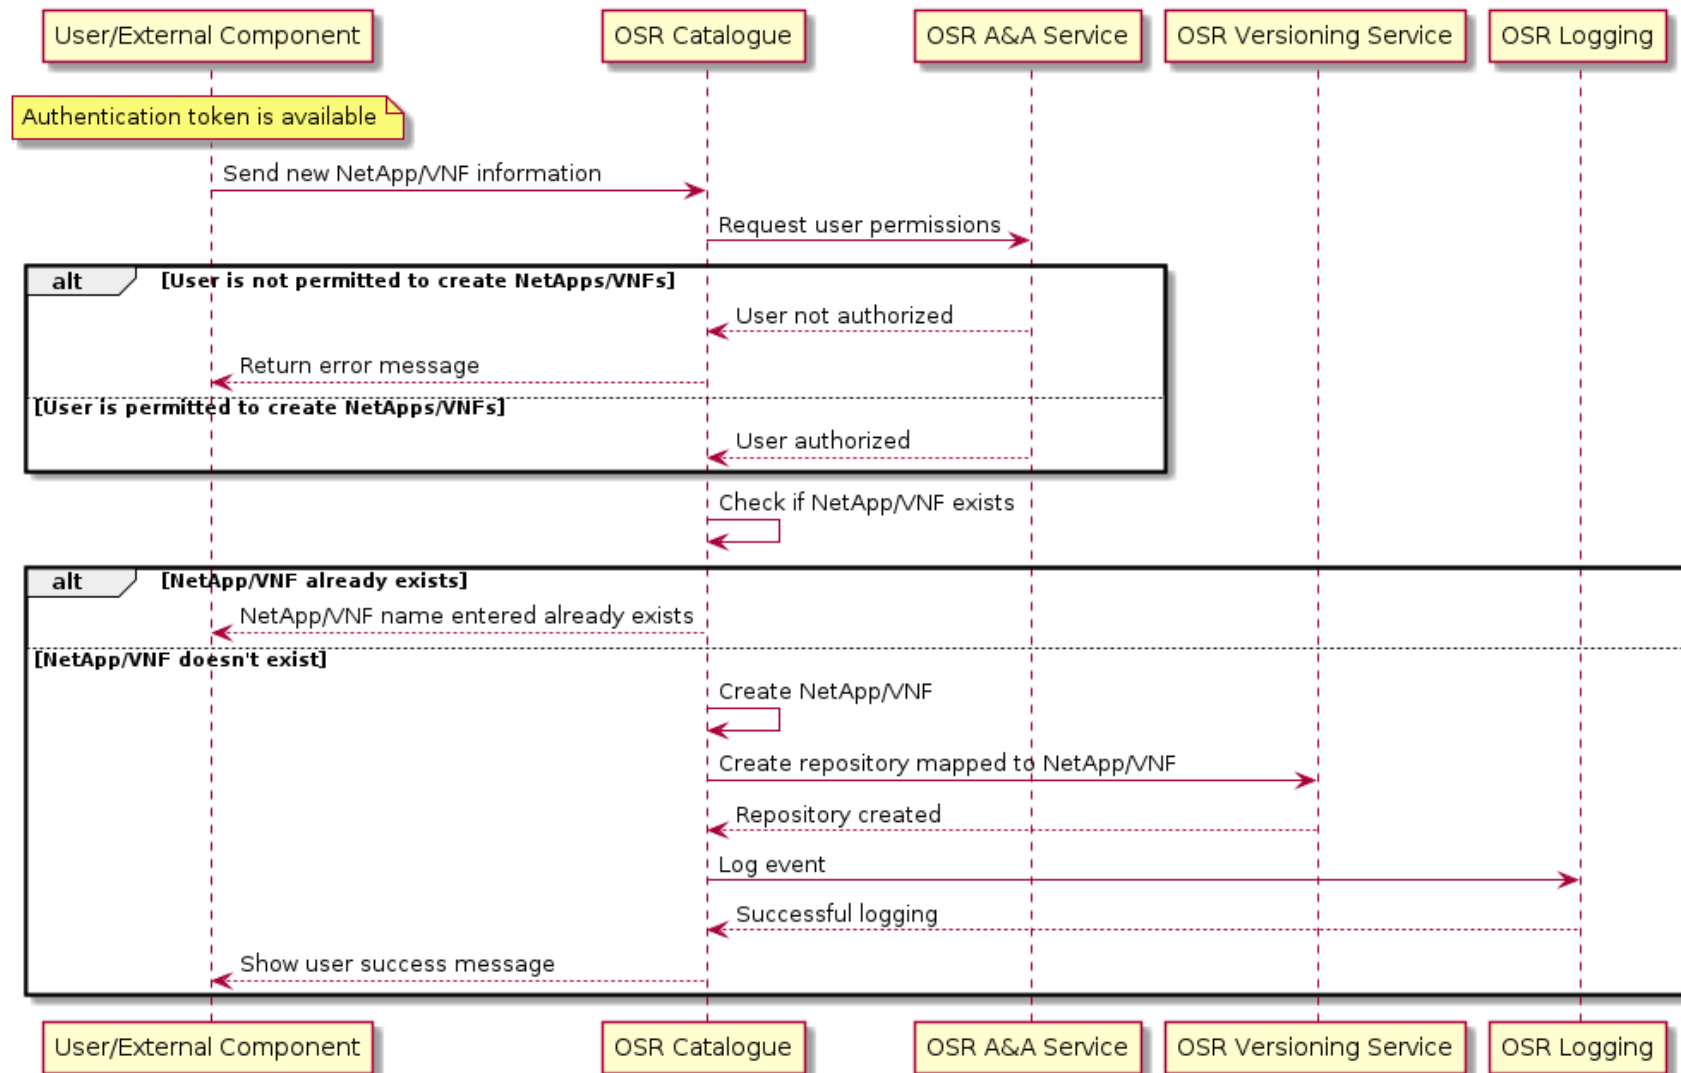 User/External Component
OSR Catalogue
OSR A&A Service
OSR Versioning Service
OSR Logging
Authentication token is available
Send new NetApp/VNF information
Request user permissions
alt
[User is not permitted to create NetApps/VNFs]
User not authorized
Return error message
[User is permitted to create NetApps/VNFs]
User authorized
Check if NetApp/VNF exists
alt
[NetApp/VNF already exists]
NetApp/VNF name entered already exists
[NetApp/VNF doesn't exist]
Create NetApp/VNF
Create repository mapped to NetApp/VNF
Repository created
Log event
Successful logging
Show user success message
User/External Component
OSR Catalogue
OSR A&A Service
OSR Versioning Service
OSR Logging